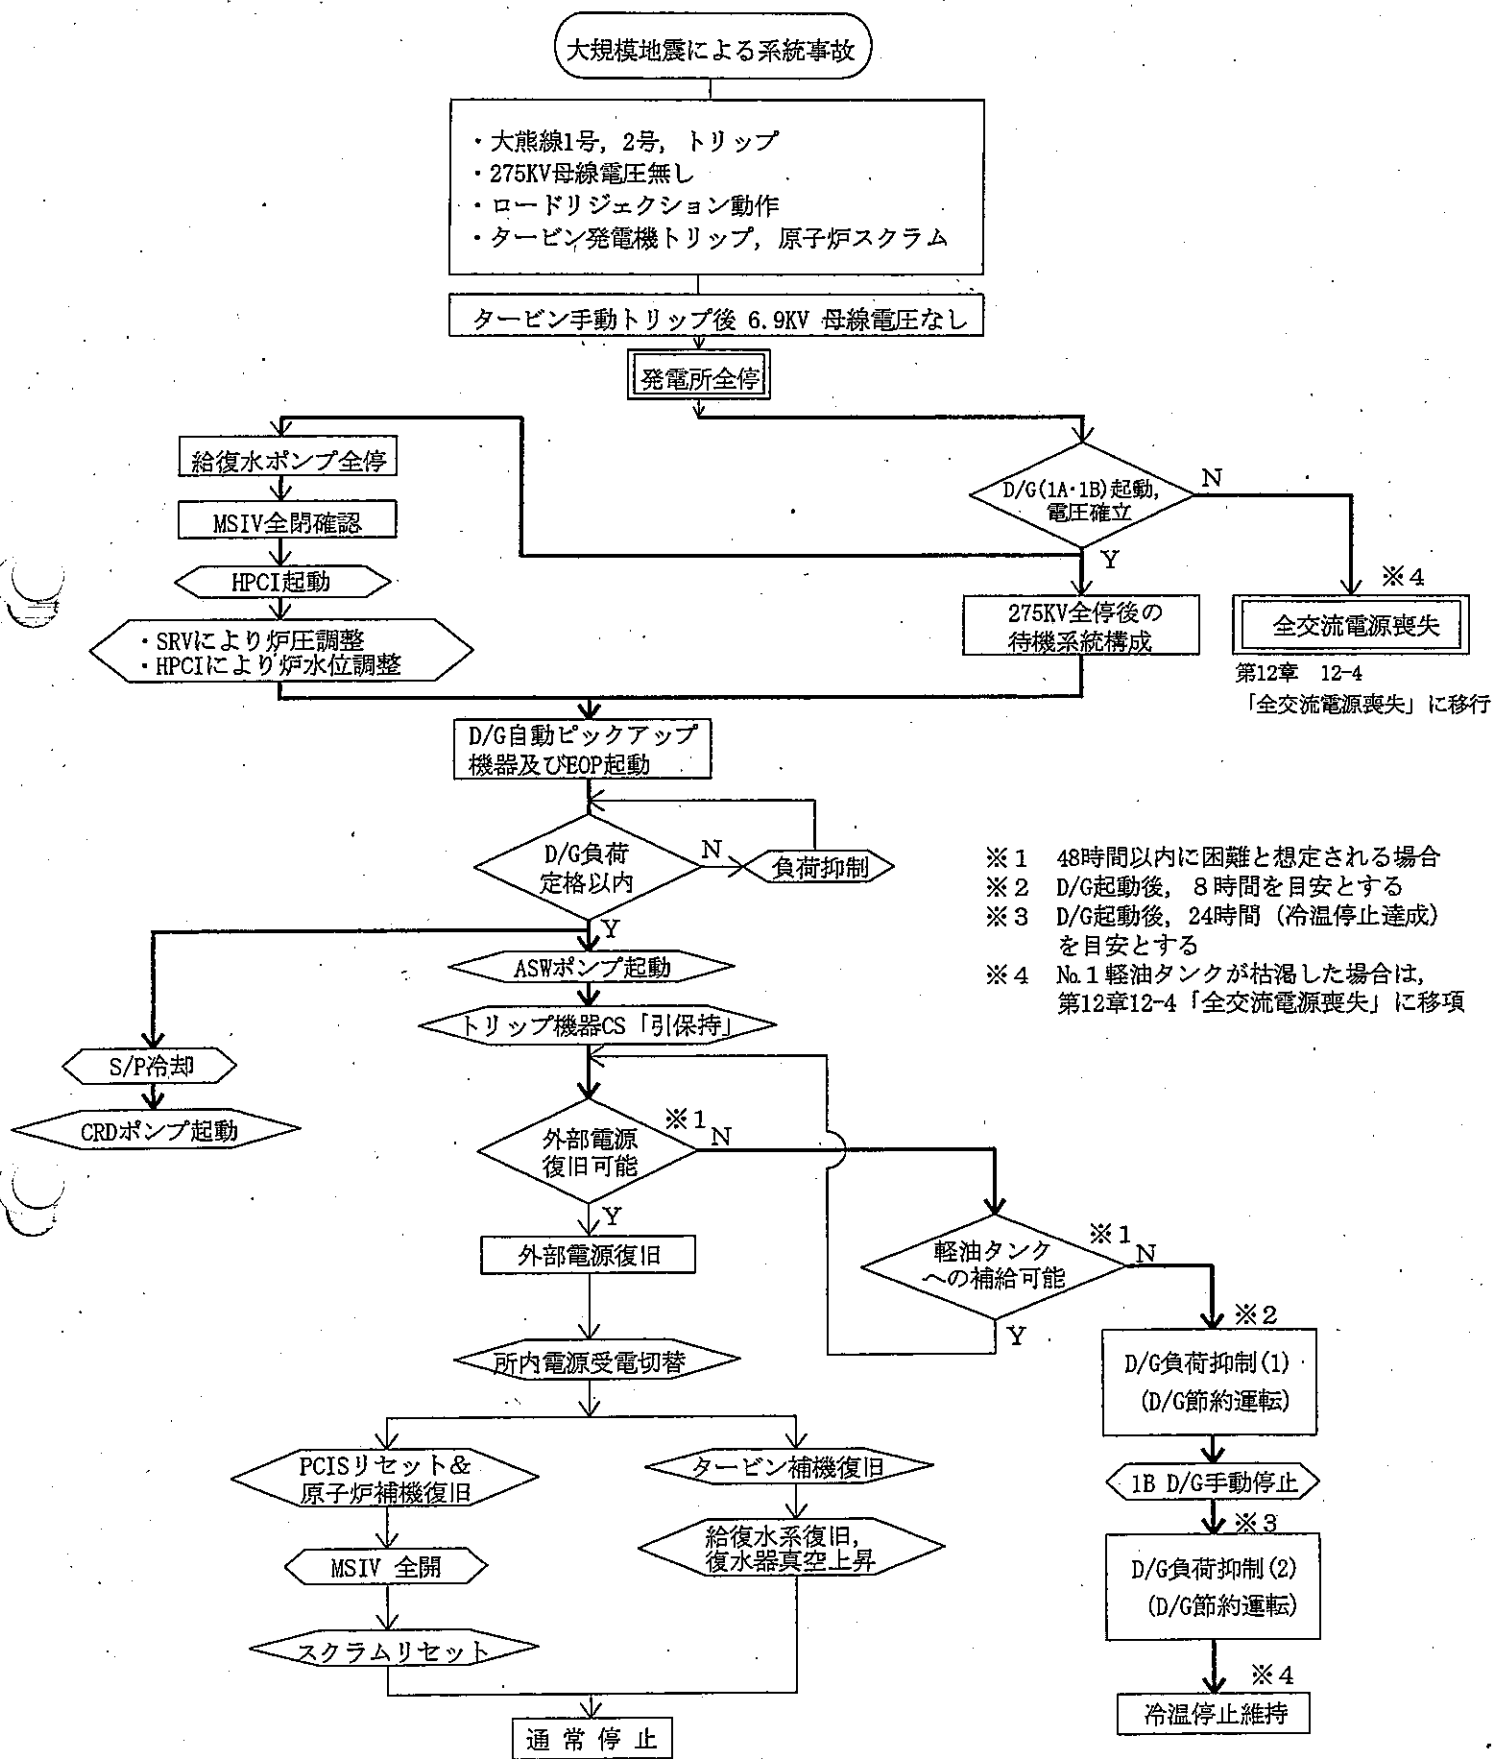 大規模地震による系統事故
・大熊線1号, 2号, トリップ
・275KV母線電圧無し
・ロードリジェクション動作
・タービン発電機トリップ, 原子炉スクラム
タービン手動トリップ後 6.9KV 母線電圧なし
発電所全停
給復水ポンプ全停
MSIV全閉確認
HPCI起動
・SRVにより炉圧調整
・HPCIにより炉水位調整
D/G(1A·1B)起動,
電圧確立
N
Y
275KV全停後の
待機系統構成
※4
全交流電源喪失
第12章 12-4
「全交流電源喪失」に移行
D/G自動ピックアップ
機器及びEOP起動
D/G負荷
定格以内
N
負荷抑制
Y
※1 48時間以内に困難と想定される場合
※2 D/G起動後, 8時間を目安とする
※3 D/G起動後, 24時間 (冷温停止達成)
を目安とする
※4 No.1軽油タンクが枯渇した場合は,
第12章12-4「全交流電源喪失」に移項
ASWポンプ起動
トリップ機器CS「引保持」
S/P冷却
CRDポンプ起動
外部電源
復旧可能
※1
N
Y
外部電源復旧
軽油タンク
への補給可能
※1
N
Y
所内電源受電切替
※2
D/G負荷抑制(1)
(D/G節約運転)
PCISリセット&
原子炉補機復旧
タービン補機復旧
1B D/G手動停止
※3
MSIV 全開
給復水系復旧,
復水器真空上昇
D/G負荷抑制(2)
(D/G節約運転)
スクラムリセット
※4
冷温停止維持
通 常 停 止